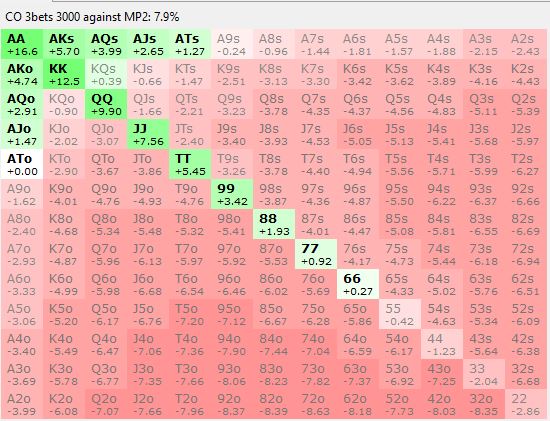 CO 3bets 3000 against MP2: 7.9%
AA AKs AQs AJs ATs A9s A8s A7s A6s A5s A4s A3s A2s
+16.6 +5.70 +3.99 +2.65 +1.27 -0.24 -0.96 -1.44 -1.81 -1.57 -1.88 -2.15 -2.43
AKo KK KQs KJs KTs K9s K8s K7s K6s K5s K4s K3s K2s
+4.74 +12.5 +0.39 -0.66 -1.47 -2.51 -3.13 -3.30 -3.42 -3.62 -3.89 -4.16 -4.43
AQo KQo QQ QJs QTs Q9s Q8s Q7s Q6s Q5s Q4s Q3s Q2s
+2.91 -0.90 +9.90 -1.66 -2.21 -3.23 -3.78 -4.35 -4.37 -4.56 -4.83 -5.11 -5.39
AJo KJo QJo JJ JTs J9s J8s J7s J6s J5s J4s J3s J2s
+1.47 -2.02 -3.07 +7.56 -2.40 -3.40 -3.93 -4.53 -5.05 -5.13 -5.41 -5.68 -5.97
ATo KTo QTo JTo TT T9s T8s T7s T6s T5s T4s T3s T2s
+0.00 -2.90 -3.67 -3.86 +5.45 -3.26 -3.78 -4.40 -4.94 -5.56 -5.71 -5.99 -6.27
A9o K9o Q9o J9o T9o 99 98s 97s 96s 95s 94s 93s 92s
-1.62 -4.01 -4.76 -4.93 -4.76 +3.42 -3.87 -4.36 -4.87 -5.50 -6.22 -6.37 -6.66
A8o K8o Q8o J8o T8o 98o 88 87s 86s 85s 84s 83s 82s
-2.40 -4.68 -5.34 -5.48 -5.32 -5.41 +1.93 -4.01 -4.47 -5.08 -5.81 -6.55 -6.69
A7o K7o Q7o J7o T7o 97o 87o 77 76s 75s 74s 73s 72s
-2.93 -4.87 -5.96 -6.13 -5.97 -5.92 -5.53 +0.92 -4.17 -4.73 -5.44 -6.18 -6.94
A6o K6o Q6o J6o T6o 96o 86o 76o 66 65s 64s 63s 62s
-3.33 -4.99 -5.98 -6.68 -6.54 -6.46 -6.02 -5.69 +0.27 -4.33 -5.02 -5.76 -6.51
A5o K5o Q5o J5o T5o 95o 85o 75o 65o 55 54s 53s 52s
-3.06 -5.20 -6.17 -6.76 -7.20 -7.12 -6.67 -6.28 -5.86 -0.42 -4.63 -5.34 -6.09
A4o K4o Q4o J4o T4o 94o 84o 74o 64o 54o 44 43s 42s
-3.40 -5.49 -6.47 -7.06 -7.36 -7.90 -7.44 -7.04 -6.59 -6.17 -1.23 -5.64 -6.38
A3o K3o Q3o J3o T3o 93o 83o 73o 63o 53o 43o 33 32s
-3.69 -5.78 -6.77 -7.35 -7.66 -8.06 -8.23 -7.82 -7.37 -6.92 -7.25 -2.04 -6.68
A2o K2o Q2o J2o T2o 92o 82o 72o 62o 52o 42o 32o 22
-3.99 -6.08 -7.07 -7.66 -7.96 -8.37 -8.39 -8.63 -8.18 -7.73 -8.03 -8.35 -2.86